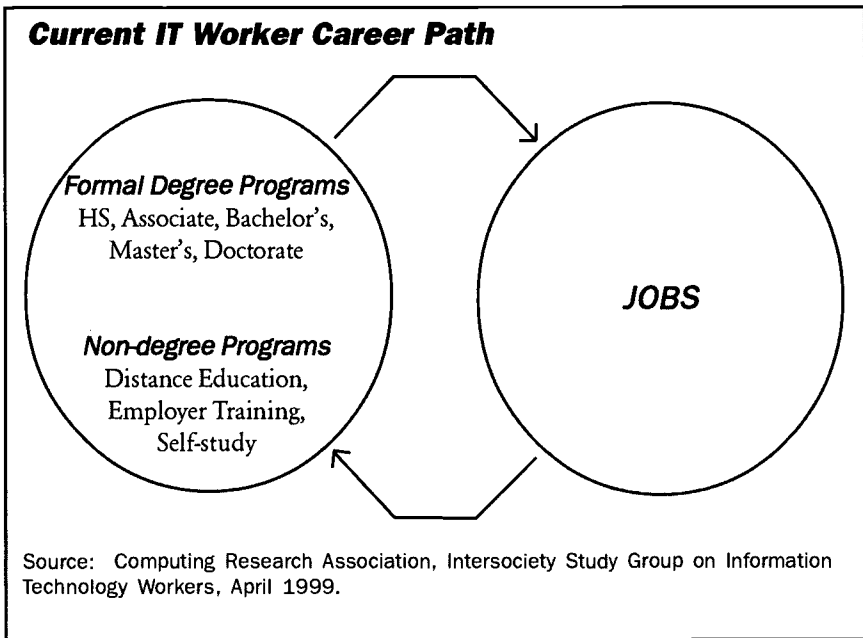 Current IT Worker Career Path
Formal Degree Programs
HS, Associate, Bachelor's,
Master's, Doctorate
Non-degree Programs
Distance Education,
Employer Training,
Self-study
JOBS
Source: Computing Research Association, Intersociety Study Group on Information
Technology Workers, April 1999.